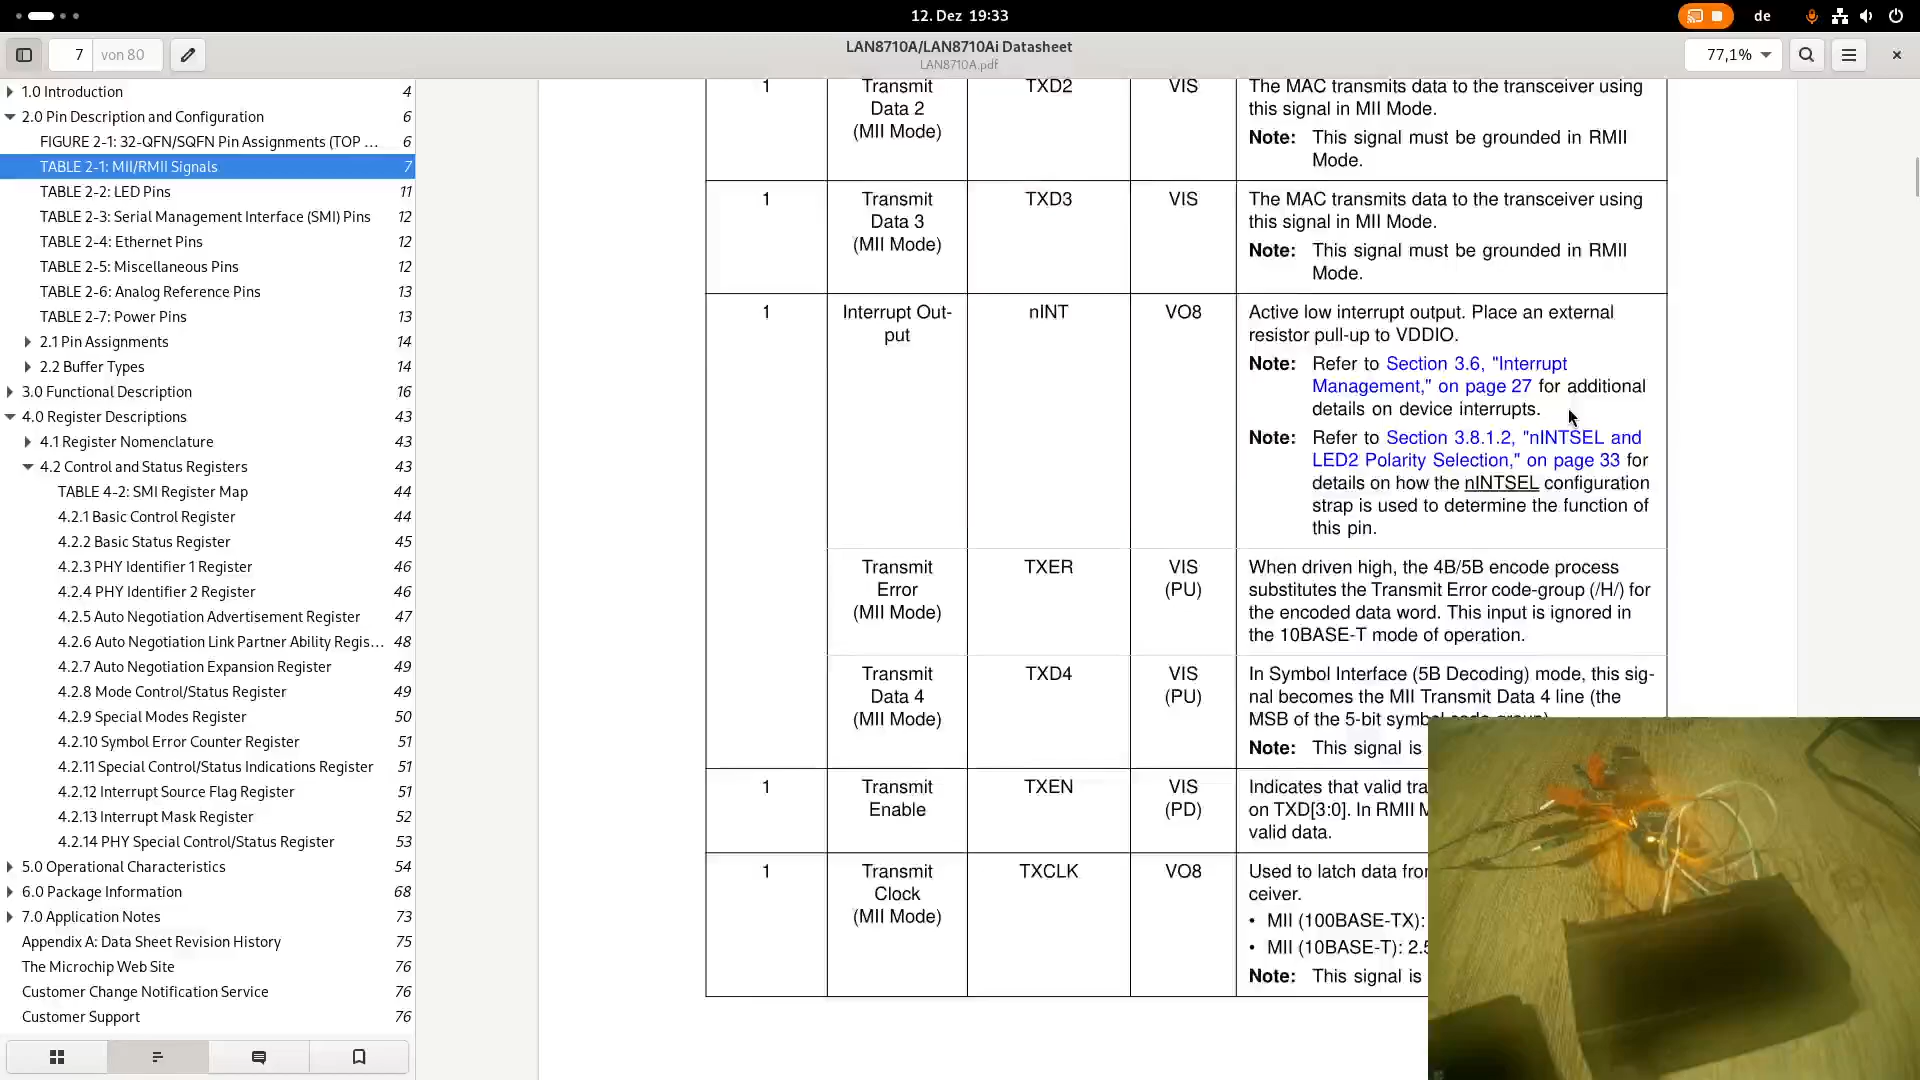 12. Dez 19:33
de
7
von 80
LAN8710A/LAN8710Ai Datasheet
LAN8710A.pdf
77,1%
1.0 Introduction 4
2.0 Pin Description and Configuration 6
FIGURE 2-1: 32-QFN/SQFN Pin Assignments (TOP ... 6
TABLE 2-1: MII/RMII Signals 7
TABLE 2-2: LED Pins 11
TABLE 2-3: Serial Management Interface (SMI) Pins 12
TABLE 2-4: Ethernet Pins 12
TABLE 2-5: Miscellaneous Pins 12
TABLE 2-6: Analog Reference Pins 13
TABLE 2-7: Power Pins 13
2.1 Pin Assignments 14
2.2 Buffer Types 14
3.0 Functional Description 16
4.0 Register Descriptions 43
4.1 Register Nomenclature 43
4.2 Control and Status Registers 43
TABLE 4-2: SMI Register Map 44
4.2.1 Basic Control Register 44
4.2.2 Basic Status Register 45
4.2.3 PHY Identifier 1 Register 46
4.2.4 PHY Identifier 2 Register 46
4.2.5 Auto Negotiation Advertisement Register 47
4.2.6 Auto Negotiation Link Partner Ability Regis... 48
4.2.7 Auto Negotiation Expansion Register 49
4.2.8 Mode Control/Status Register 49
4.2.9 Special Modes Register 50
4.2.10 Symbol Error Counter Register 51
4.2.11 Special Control/Status Indications Register 51
4.2.12 Interrupt Source Flag Register 51
4.2.13 Interrupt Mask Register 52
4.2.14 PHY Special Control/Status Register 53
5.0 Operational Characteristics 54
6.0 Package Information 68
7.0 Application Notes 73
Appendix A: Data Sheet Revision History 75
The Microchip Web Site 76
Customer Change Notification Service 76
Customer Support 76
1
Transmit
Data 2
(MII Mode)
TXD2
VIS
The MAC transmits data to the transceiver using
this signal in MII Mode.
Note: This signal must be grounded in RMII
Mode.
1
Transmit
Data 3
(MII Mode)
TXD3
VIS
The MAC transmits data to the transceiver using
this signal in MII Mode.
Note: This signal must be grounded in RMII
Mode.
1
Interrupt Out-
put
nINT
VO8
Active low interrupt output. Place an external
resistor pull-up to VDDIO.
Note: Refer to Section 3.6, "Interrupt
Management," on page 27 for additional
details on device interrupts.
Note: Refer to Section 3.8.1.2, "nINTSEL and
LED2 Polarity Selection," on page 33 for
details on how the nINTSEL configuration
strap is used to determine the function of
this pin.
Transmit
Error
(MII Mode)
TXER
VIS
(PU)
When driven high, the 4B/5B encode process
substitutes the Transmit Error code-group (/H/) for
the encoded data word. This input is ignored in
the 10BASE-T mode of operation.
Transmit
Data 4
(MII Mode)
TXD4
VIS
(PU)
In Symbol Interface (5B Decoding) mode, this sig-
nal becomes the MII Transmit Data 4 line (the
MSB of the 5-bit symbol code-group).
Note: This signal is
1
Transmit
Enable
TXEN
VIS
(PD)
Indicates that valid tra
on TXD[3:0]. In RMII M
valid data.
1
Transmit
Clock
(MII Mode)
TXCLK
VO8
Used to latch data from
ceiver.
• MII (100BASE-TX):
• MII (10BASE-T): 2.5
Note: This signal is